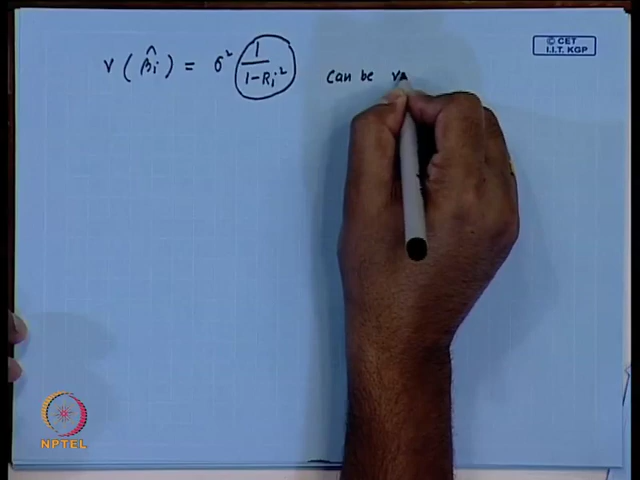 © CET
I.I.T. KGP
V(β̂i) = σ² 1/(1-Ri²) Can be
NPTEL